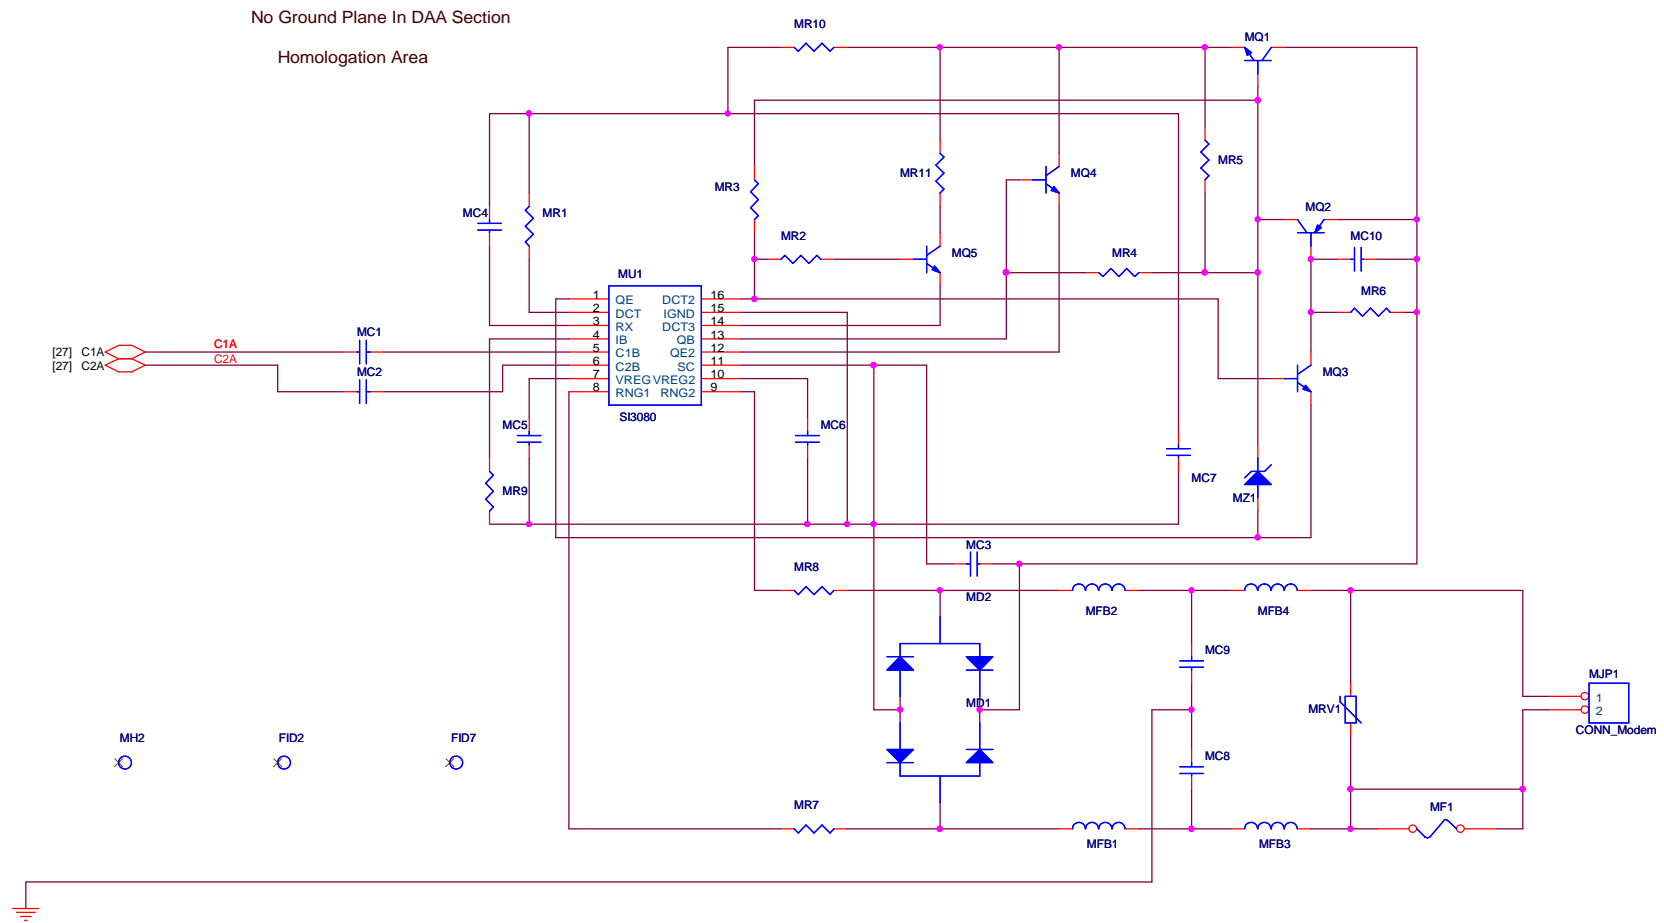 No Ground Plane In DAA Section
Homologation Area
MR10
MQ1
MR3
MR11
MQ4
MR5
MC4
MR1
MQ2
MR2
MQ5
MR4
MC10
MU1
MR6
1 QE DCT2 16
2 DCT IGND 15
3 RX DCT3 14
4 IB QB 13
5 C1B QE2 12
6 C2B SC 11
7 VREG VREG2 10
8 RNG1 RNG2 9
SI3080
MC1
[27] C1A C1A
[27] C2A C2A
MC2
MQ3
MC5
MC6
MC7
MR9
MZ1
MC3
MR8
MD2
MFB2
MFB4
MC9
MJP1
1
2
CONN_Modem
MD1
MRV1
MH2
FID2
FID7
MC8
MR7
MF1
MFB1
MFB3